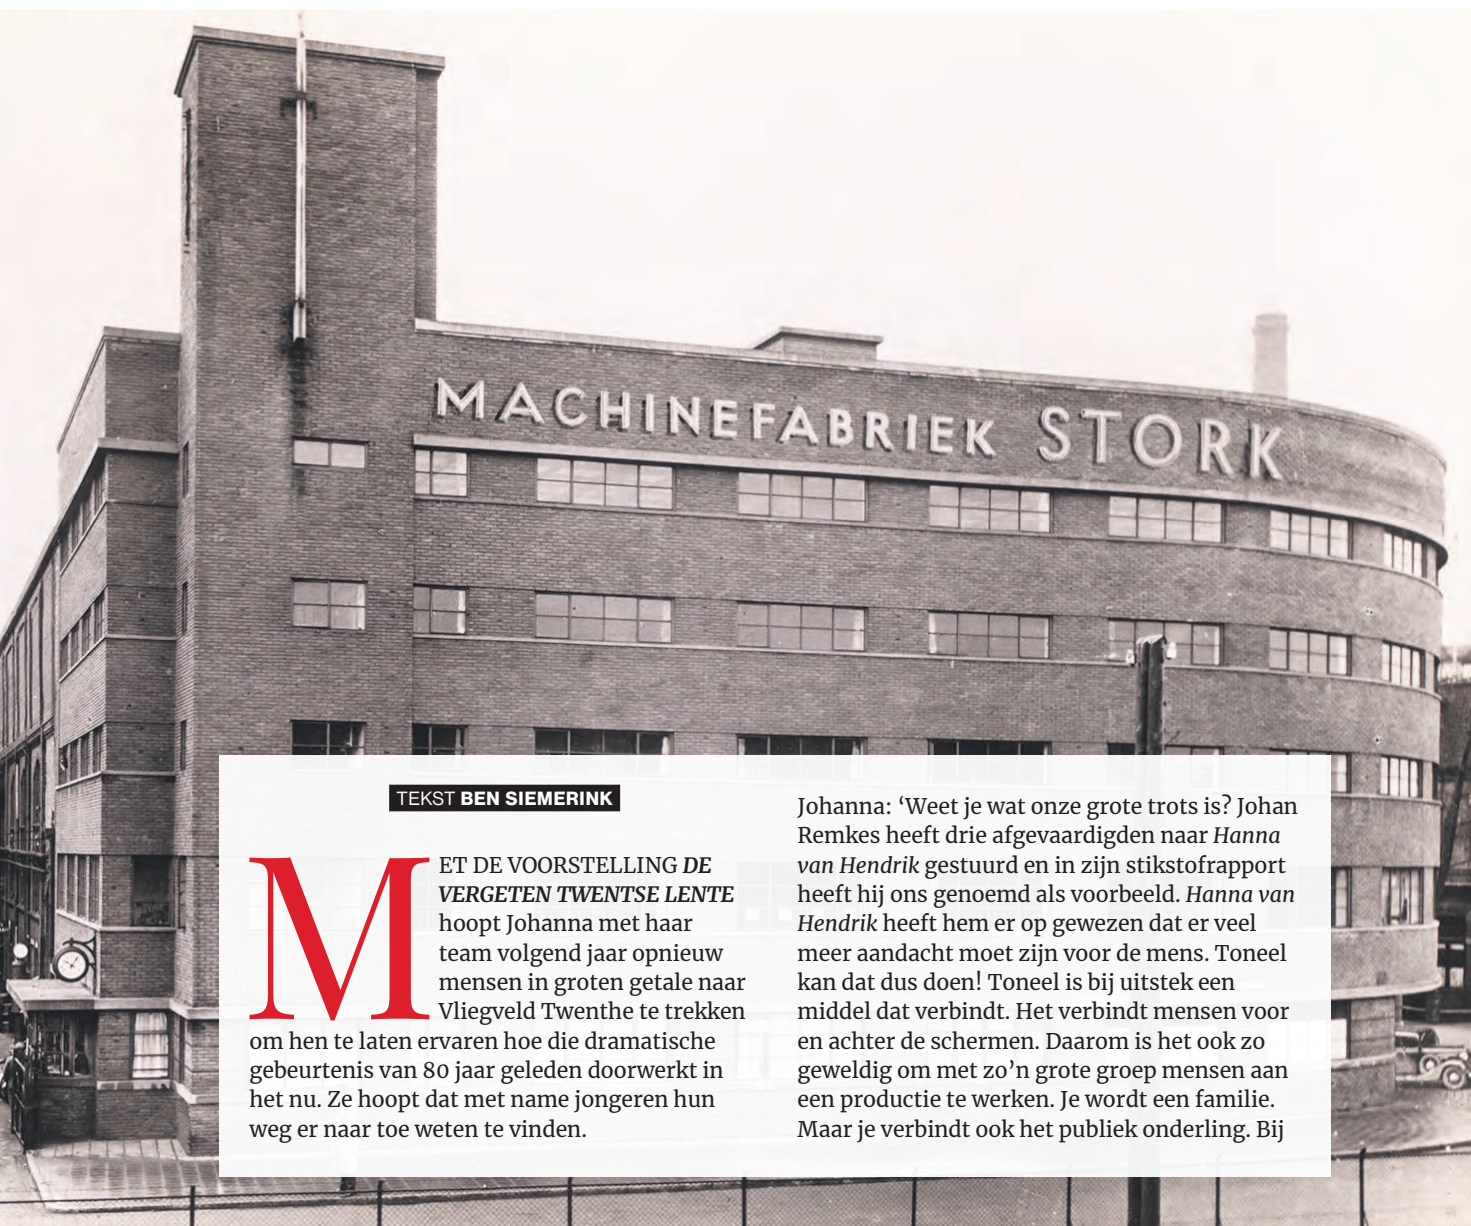 MACHINEFABRIEK STORK
TEKST BEN SIEMERINK
MET DE VOORSTELLING DE
VERGETEN TWENTSE LENTE
hoopt Johanna met haar
team volgend jaar opnieuw
mensen in groten getale naar
Vliegveld Twenthe te trekken
om hen te laten ervaren hoe die dramatische
gebeurtenis van 80 jaar geleden doorwerkt in
het nu. Ze hoopt dat met name jongeren hun
weg er naar toe weten te vinden.
Johanna: ‘Weet je wat onze grote trots is? Johan
Remkes heeft drie afgevaardigden naar Hanna
van Hendrik gestuurd en in zijn stikstofrapport
heeft hij ons genoemd als voorbeeld. Hanna van
Hendrik heeft hem er op gewezen dat er veel
meer aandacht moet zijn voor de mens. Toneel
kan dat dus doen! Toneel is bij uitstek een
middel dat verbindt. Het verbindt mensen voor
en achter de schermen. Daarom is het ook zo
geweldig om met zo’n grote groep mensen aan
een productie te werken. Je wordt een familie.
Maar je verbindt ook het publiek onderling. Bij